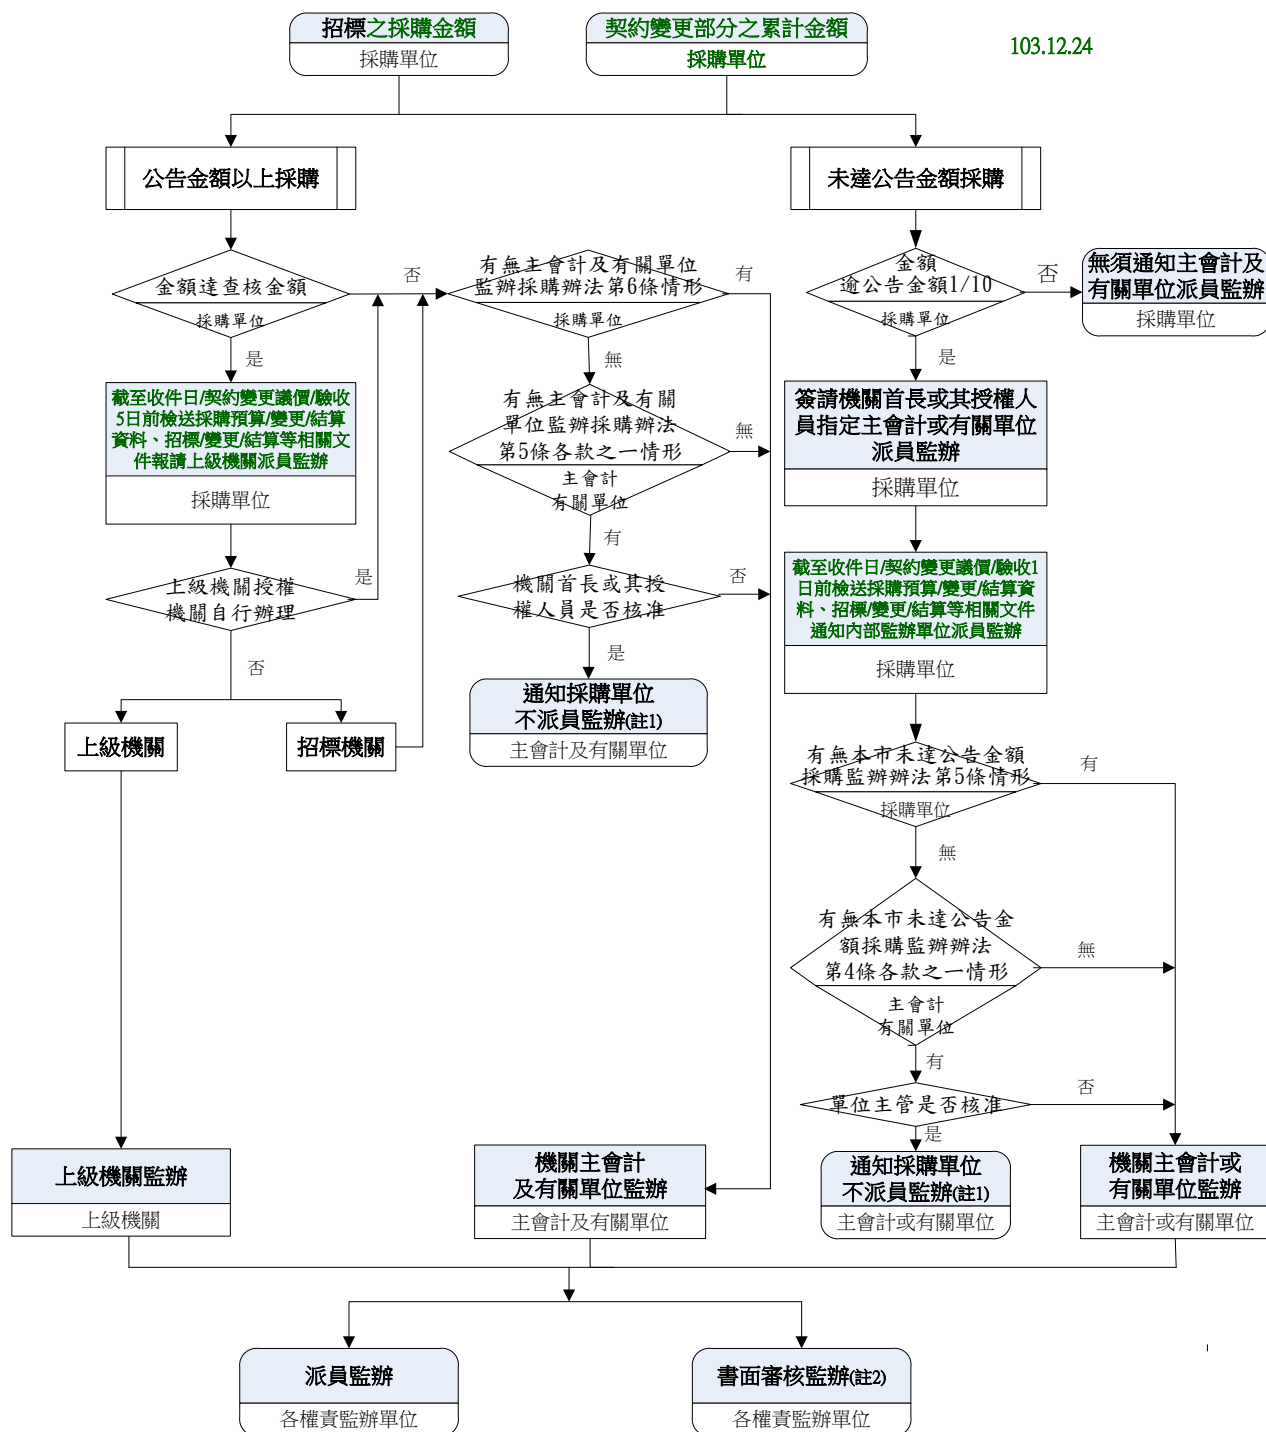 招標之採購金額
採購單位
契約變更部分之累計金額
採購單位
103.12.24
公告金額以上採購
未達公告金額採購
金額達查核金額
採購單位
否
是
有無主會計及有關單位
監辦採購辦法第6條情形
採購單位
有
無
金額
逾公告金額1/10
採購單位
否
是
無須通知主會計及
有關單位派員監辦
採購單位
截至收件日/契約變更議價/驗收
5日前檢送採購預算/變更/結算
資料、招標/變更/結算等相關文
件報請上級機關派員監辦
採購單位
有無主會計及有關
單位監辦採購辦法
第5條各款之一情形
主會計
有關單位
無
有
簽請機關首長或其授權人
員指定主會計或有關單位
派員監辦
採購單位
上級機關授權
機關自行辦理
是
否
機關首長或其授
權人員是否核准
否
是
截至收件日/契約變更議價/驗收1
日前檢送採購預算/變更/結算資
料、招標/變更/結算等相關文件
通知內部監辦單位派員監辦
採購單位
上級機關
招標機關
通知採購單位
不派員監辦(註1)
主會計及有關單位
有無本市未達公告金額
採購監辦辦法第5條情形
採購單位
有
無
有無本市未達公告金
額採購監辦辦法
第4條各款之一情形
主會計
有關單位
無
有
單位主管是否核准
否
是
上級機關監辦
上級機關
機關主會計
及有關單位監辦
主會計及有關單位
通知採購單位
不派員監辦(註1)
主會計或有關單位
機關主會計或
有關單位監辦
主會計或有關單位
派員監辦
各權責監辦單位
書面審核監辦(註2)
各權責監辦單位